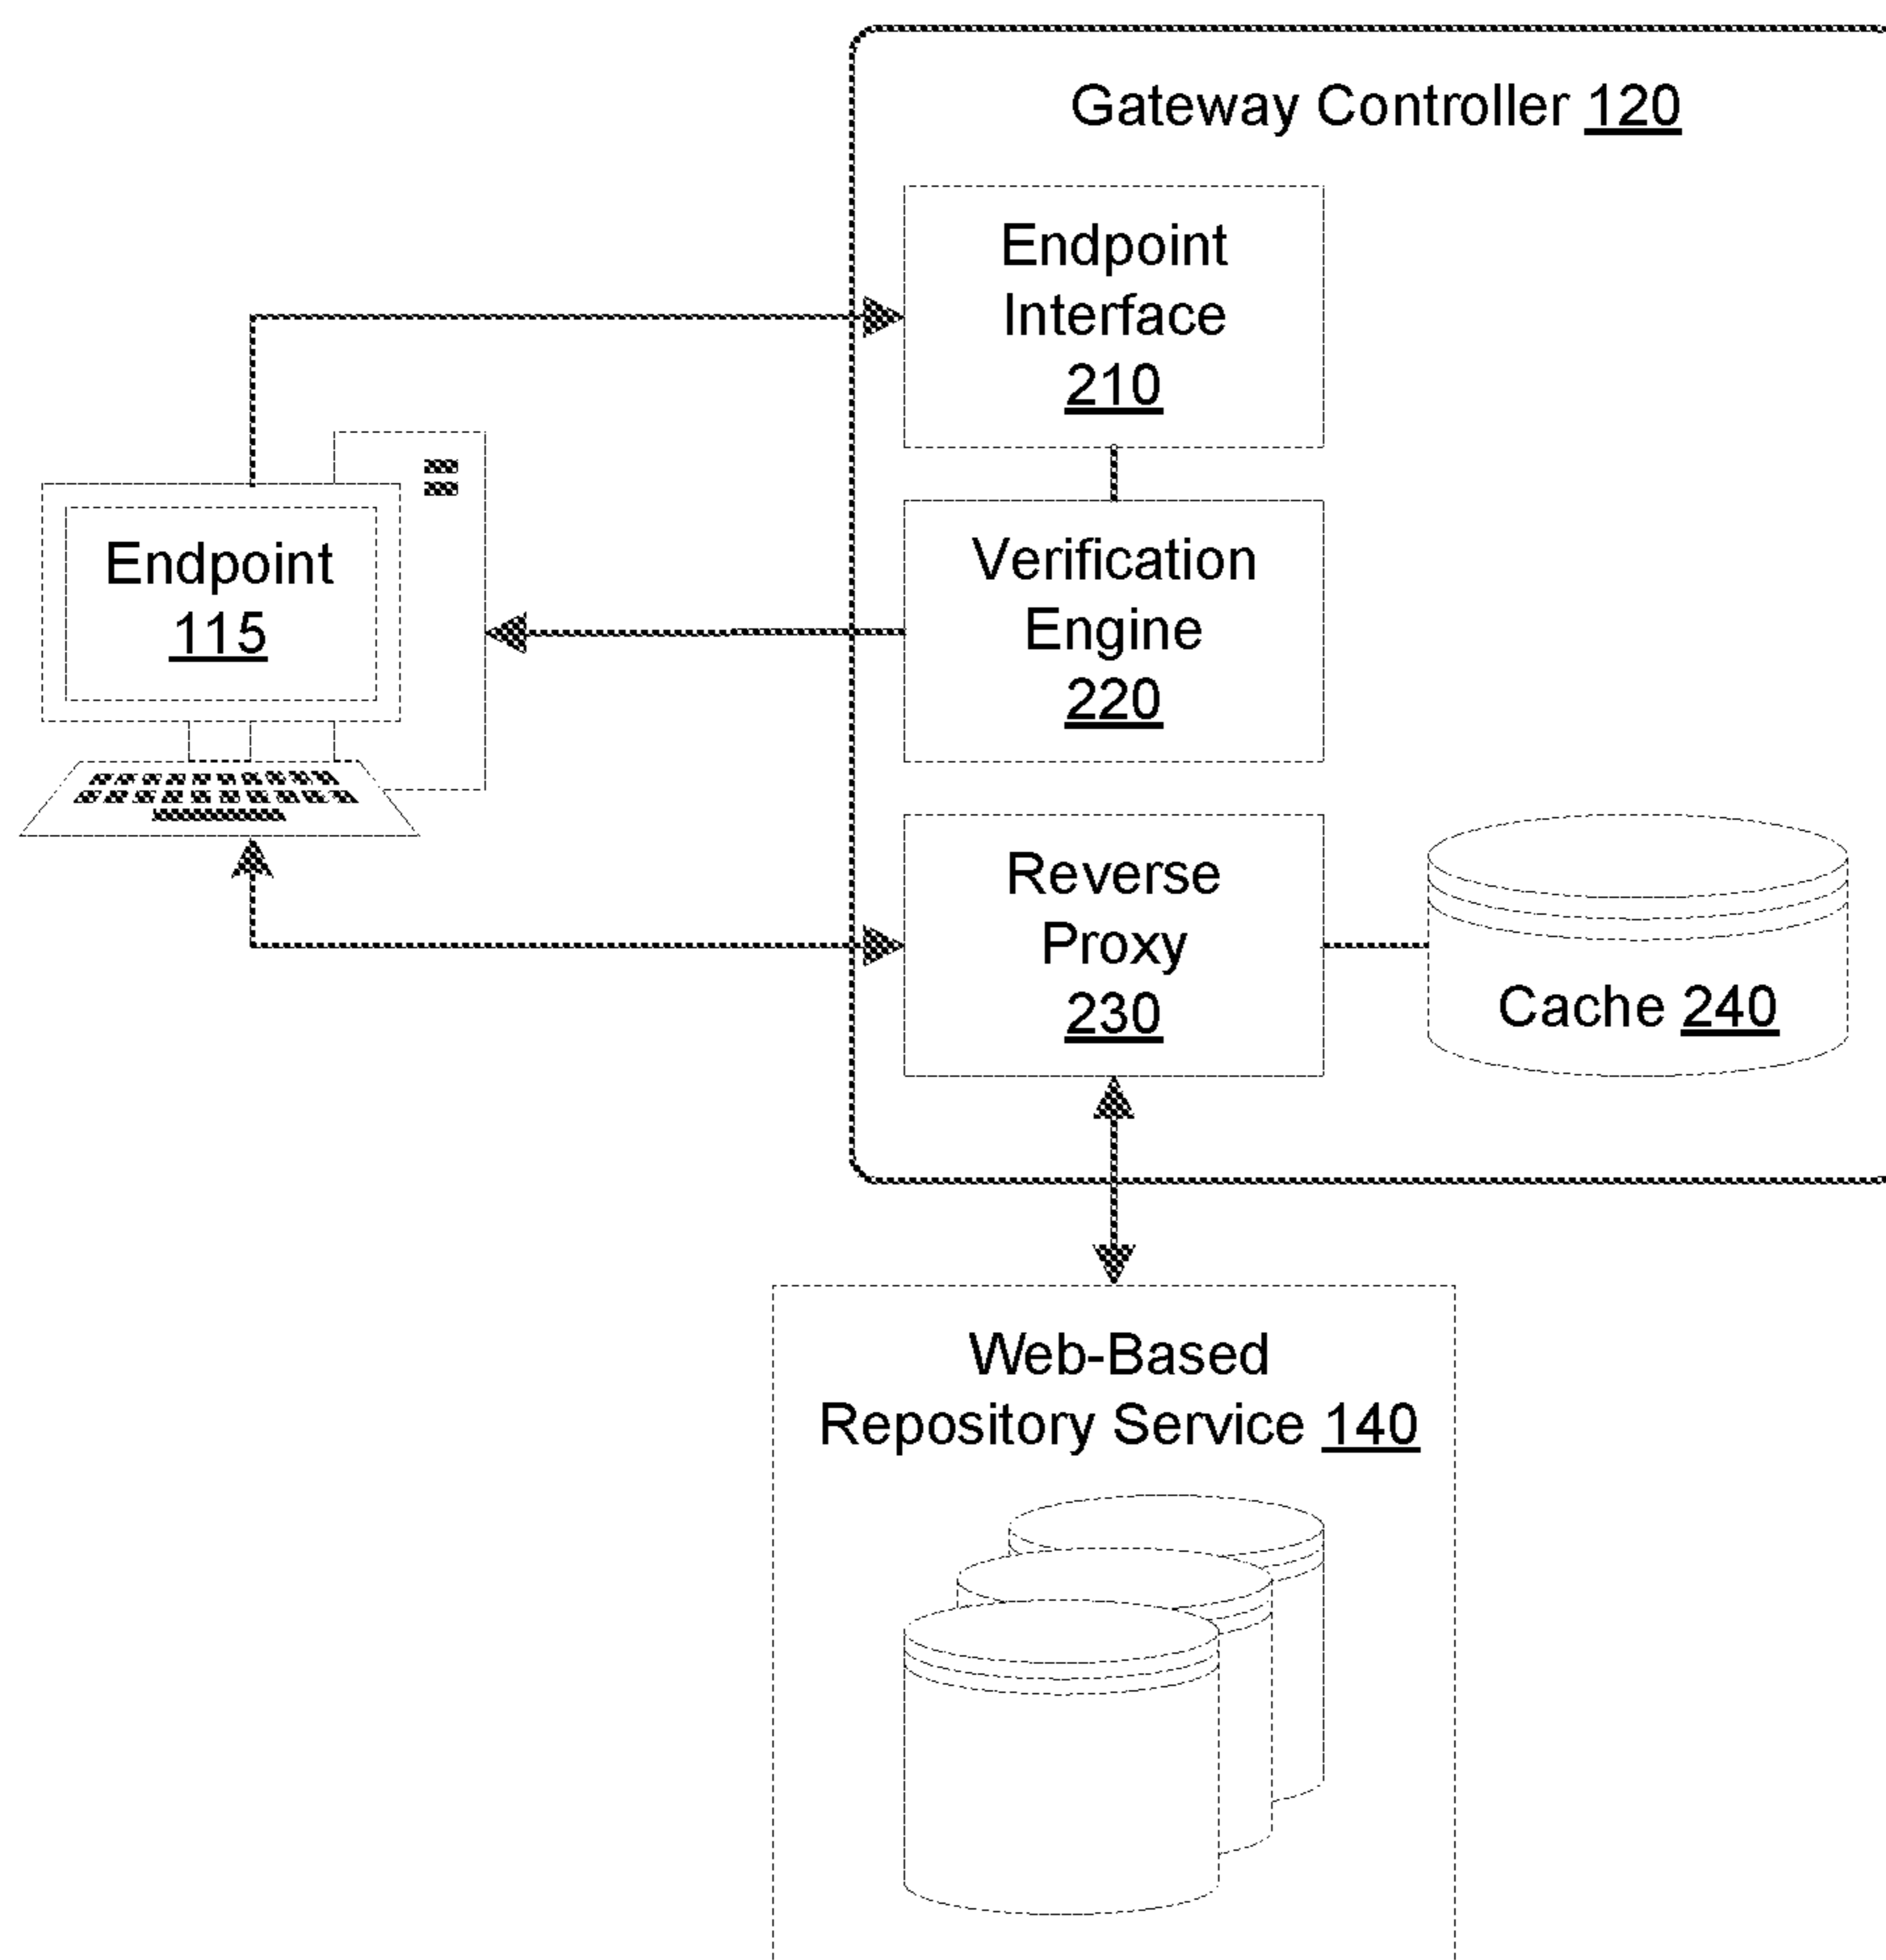 Gateway Controller 120
Endpoint
Interface
210
Endpoint
115
Verification
Engine
220
Reverse
Proxy
230
Cache 240
Web-Based
Repository Service 140